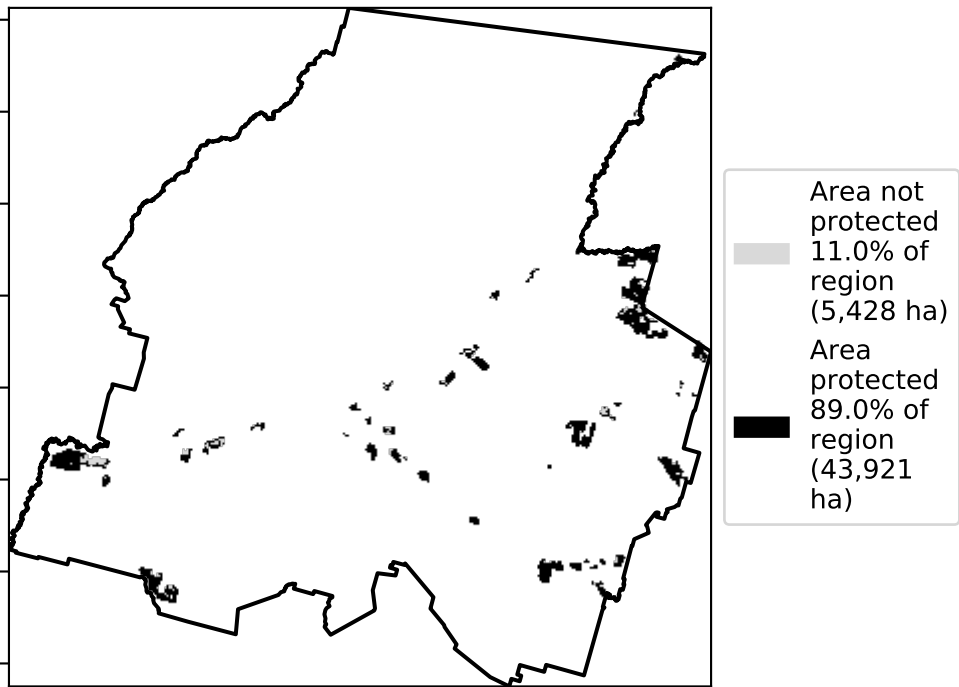 Area not
protected
11.0% of
region
(5,428 ha)
Area
protected
89.0% of
region
(43,921
ha)